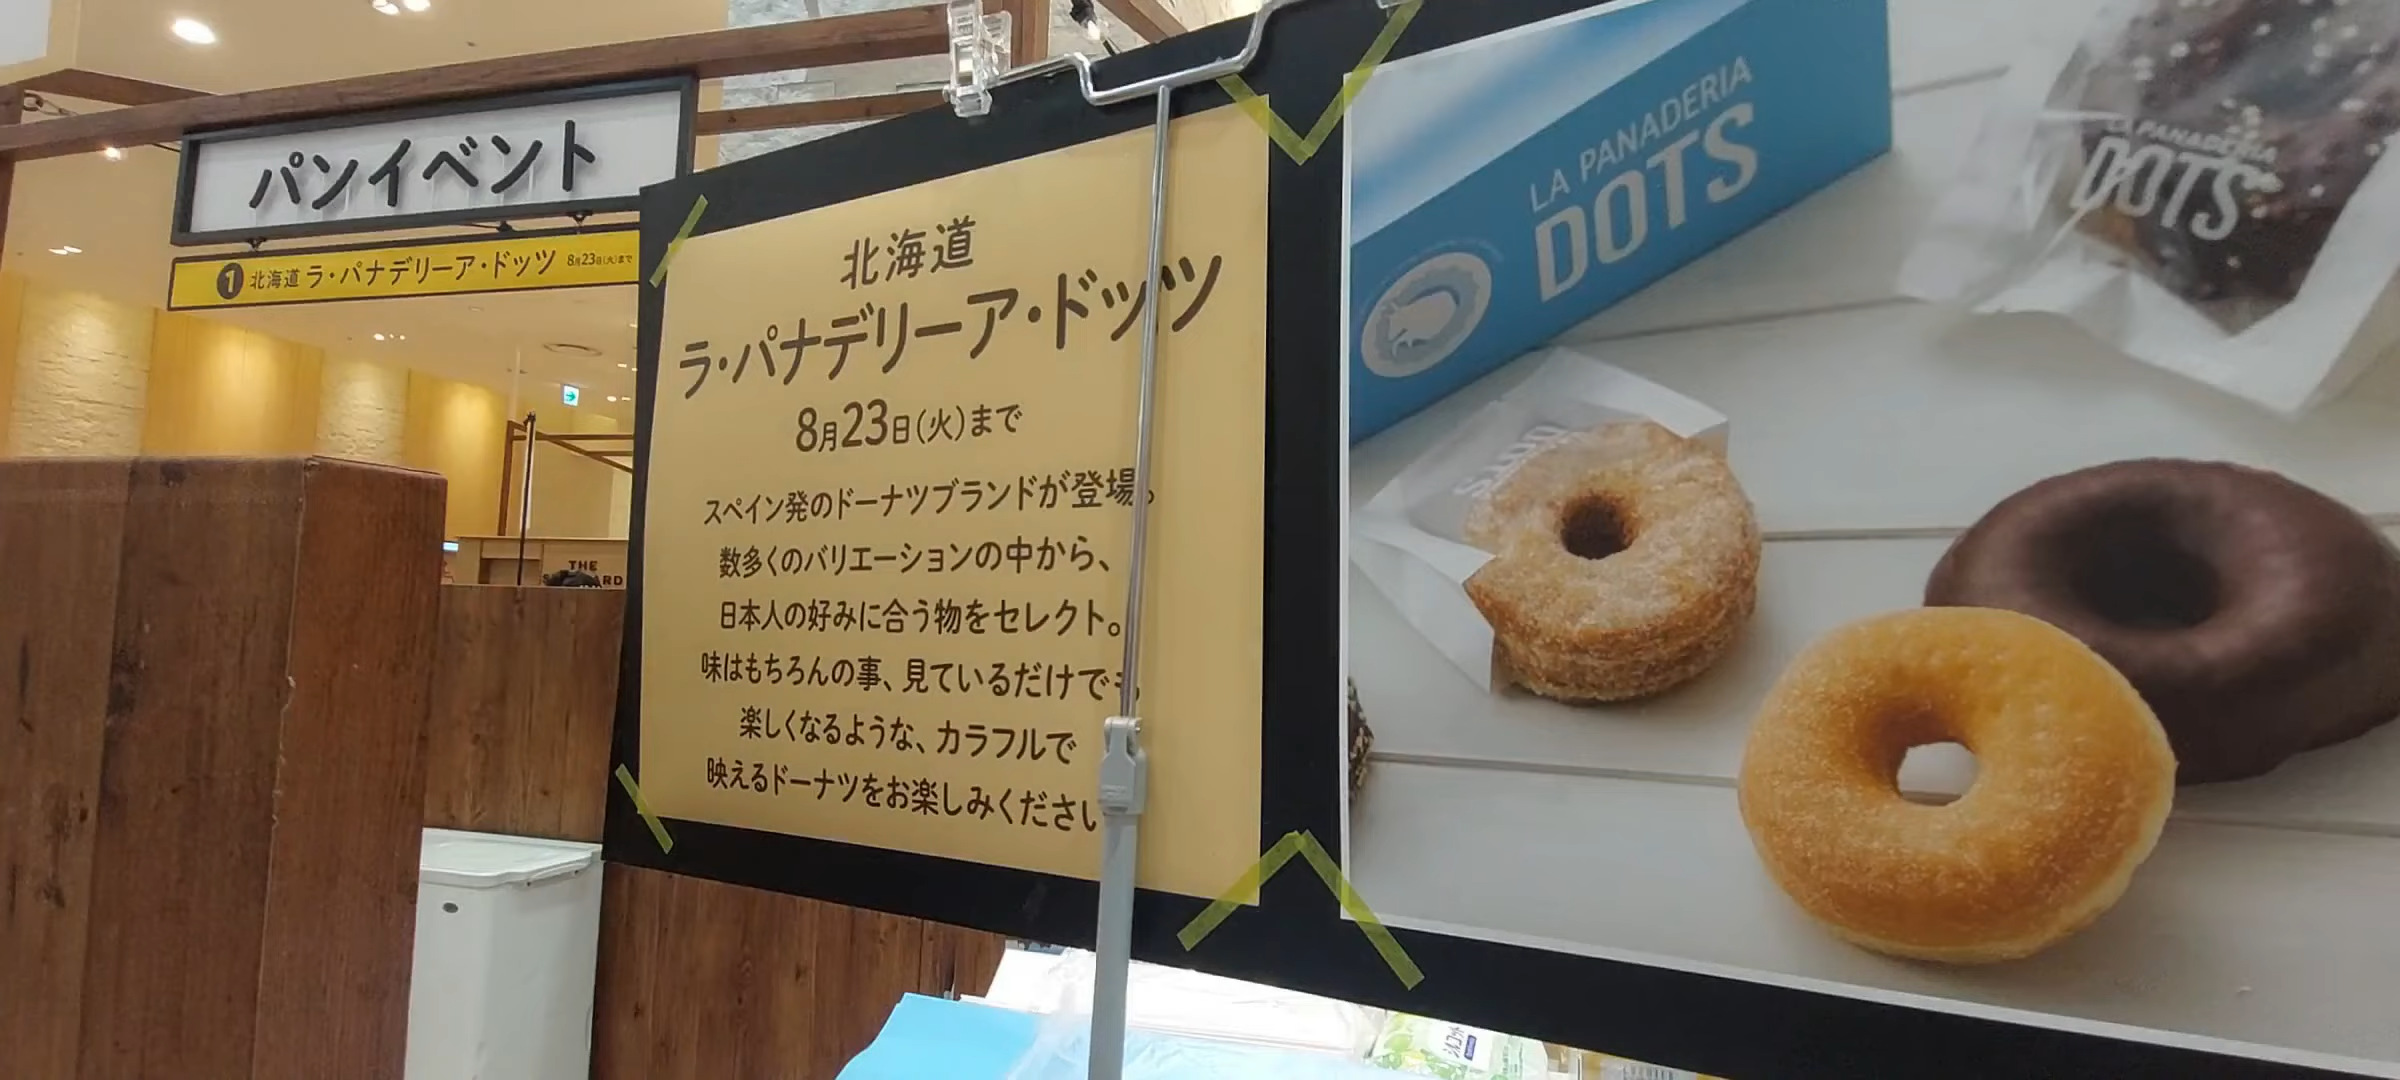 パンイベント
1 北海道 ラ・パナデリーア・ドッツ 8月23日(火)まで
北海道
ラ・パナデリーア・ドッツ
8月23日(火)まで
スペイン発のドーナツブランドが登場。
数多くのバリエーションの中から、
日本人の好みに合う物をセレクト。
味はもちろんの事、見ているだけでも
楽しくなるような、カラフルで
映えるドーナツをお楽しみください
LA PANADERIA
DOTS
LA PANADERIA
DOTS
DOTS
THE